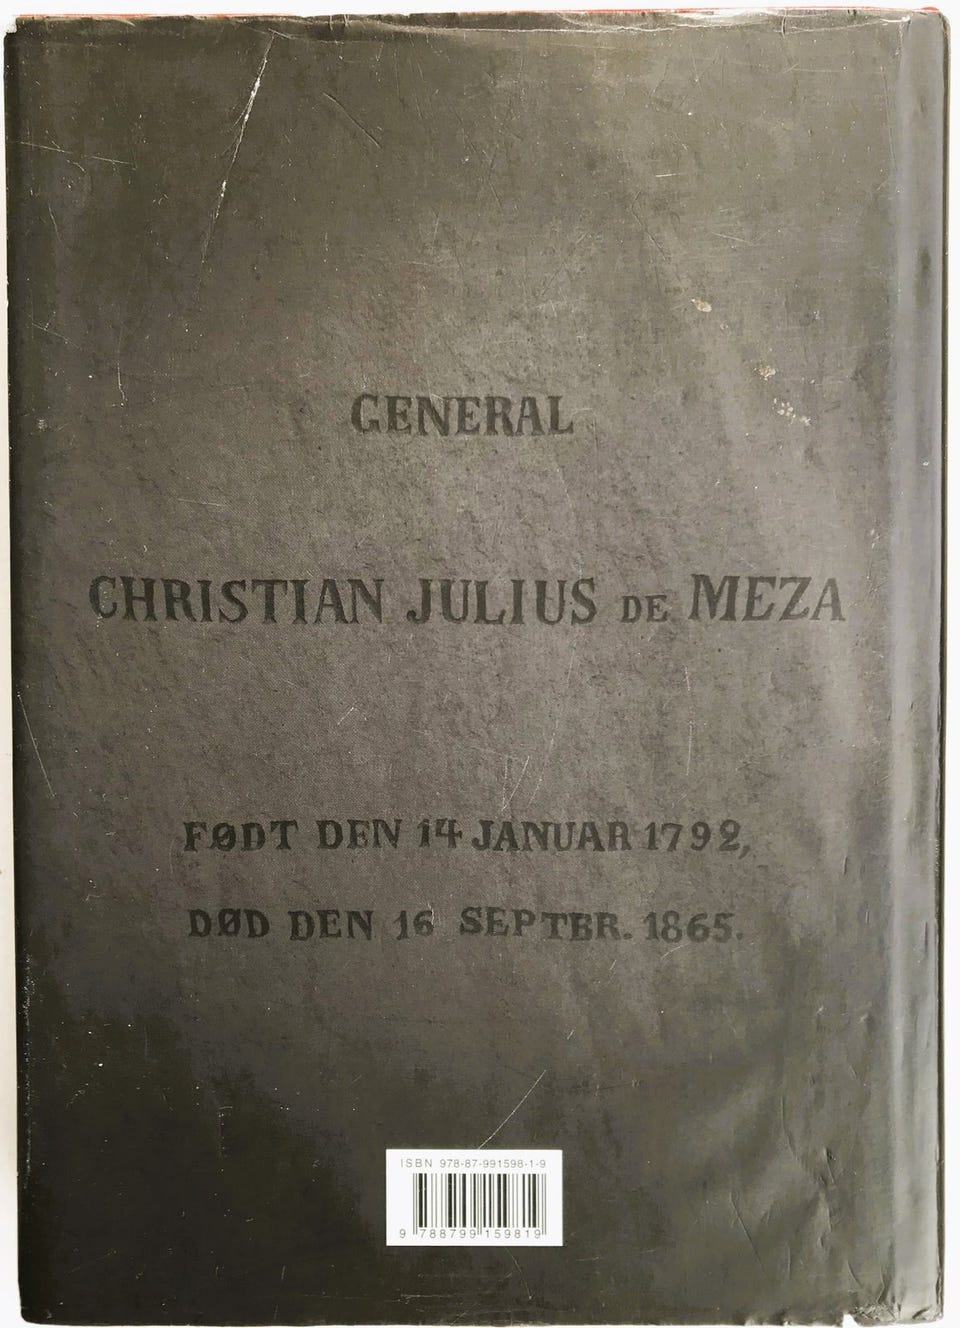 GENERAL
CHRISTIAN JULIUS DE MEZA
FØDT DEN 14 JANUAR 1792,
DØD DEN 16 SEPTBR. 1865.
ISBN 978-87-991598-1-9
9 788799 159819